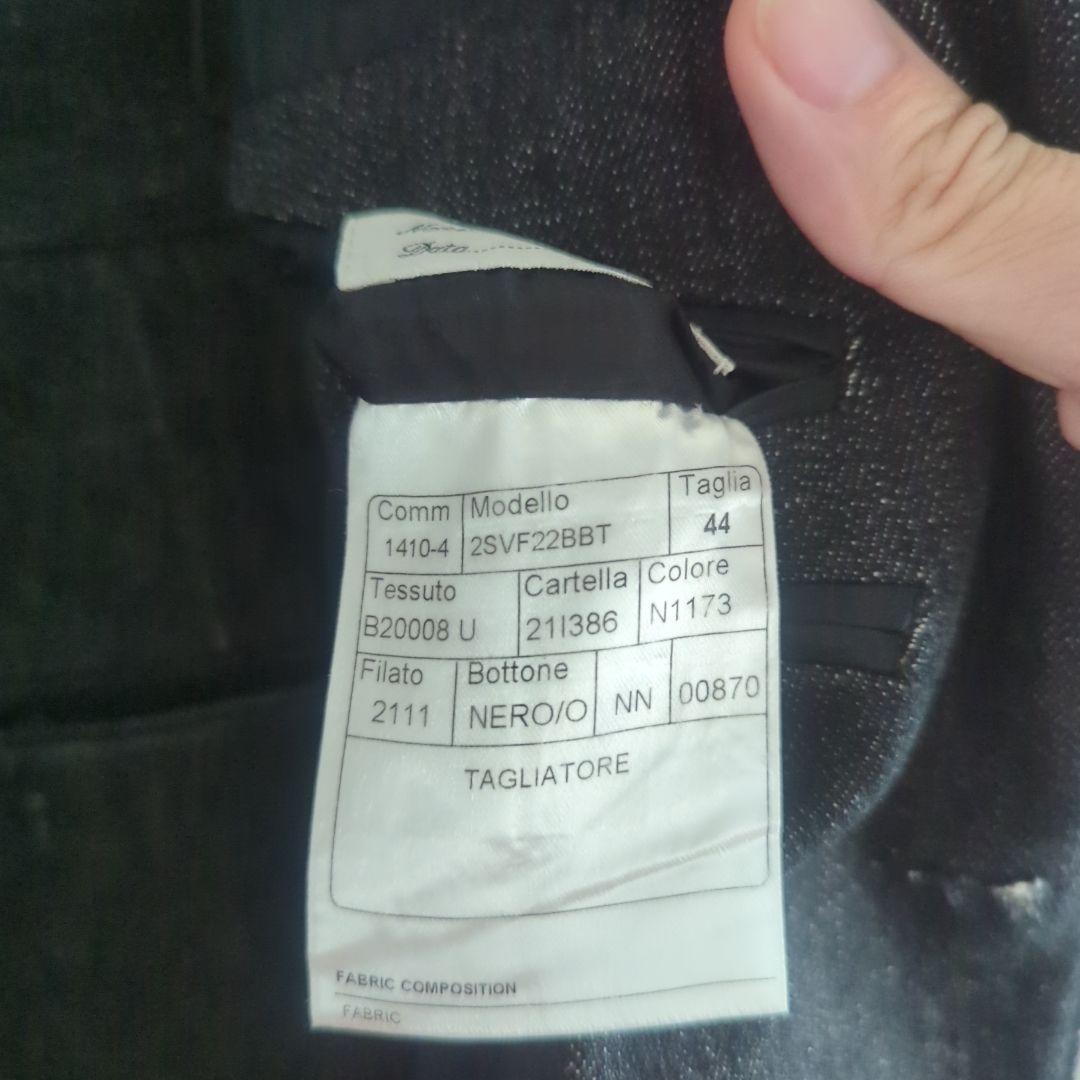 Data
Comm Modello Taglia
1410-4 2SVF22BBT 44
Tessuto Cartella Colore
B20008 U 21I386 N1173
Filato Bottone
2111 NERO/O NN 00870
TAGLIATORE
FABRIC COMPOSITION
FABRIC